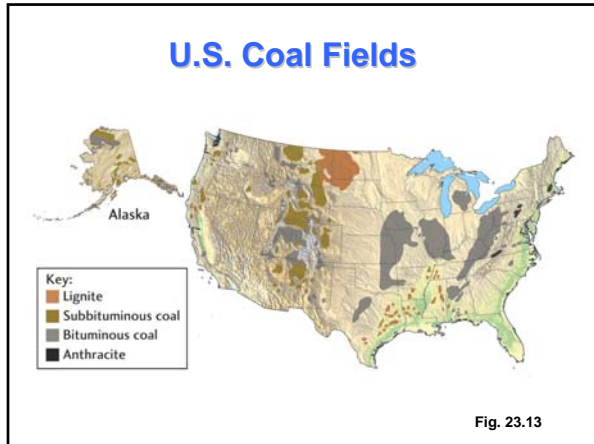 U.S. Coal Fields
Alaska
Key:
Lignite
Subbituminous coal
Bituminous coal
Anthracite
Fig. 23.13